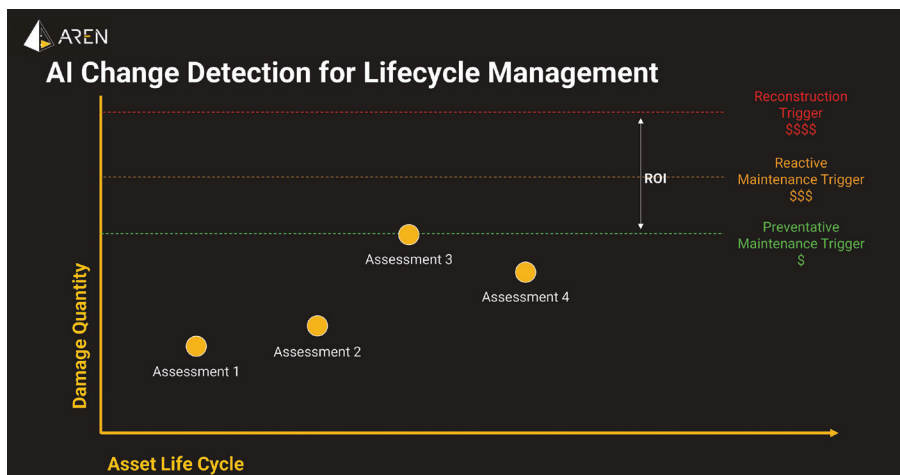 AREN
AI Change Detection for Lifecycle Management
Reconstruction
Trigger
$$$$
Reactive
Maintenance Trigger
$$$
ROI
Preventative
Maintenance Trigger
$
Assessment 3
Assessment 4
Assessment 2
Assessment 1
Damage Quantity
Asset Life Cycle